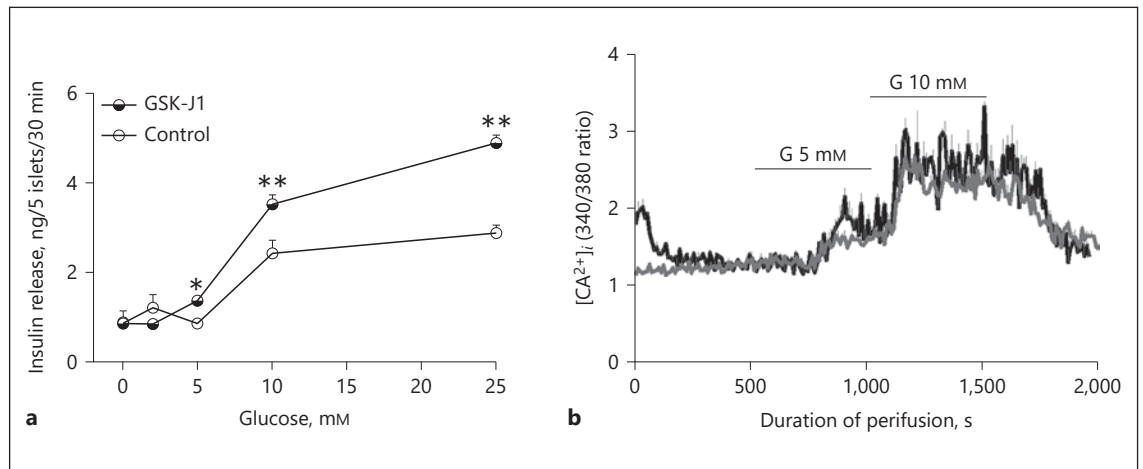 6
4
2
0
Insulin release, ng/5 islets/30 min
GSK-J1
Control
*
**
**
0
5
10
15
20
25
Glucose, mM
a
4
3
2
1
0
[CA2+]i (340/380 ratio)
G 5 mM
G 10 mM
0
500
1,000
1,500
2,000
Duration of perifusion, s
b